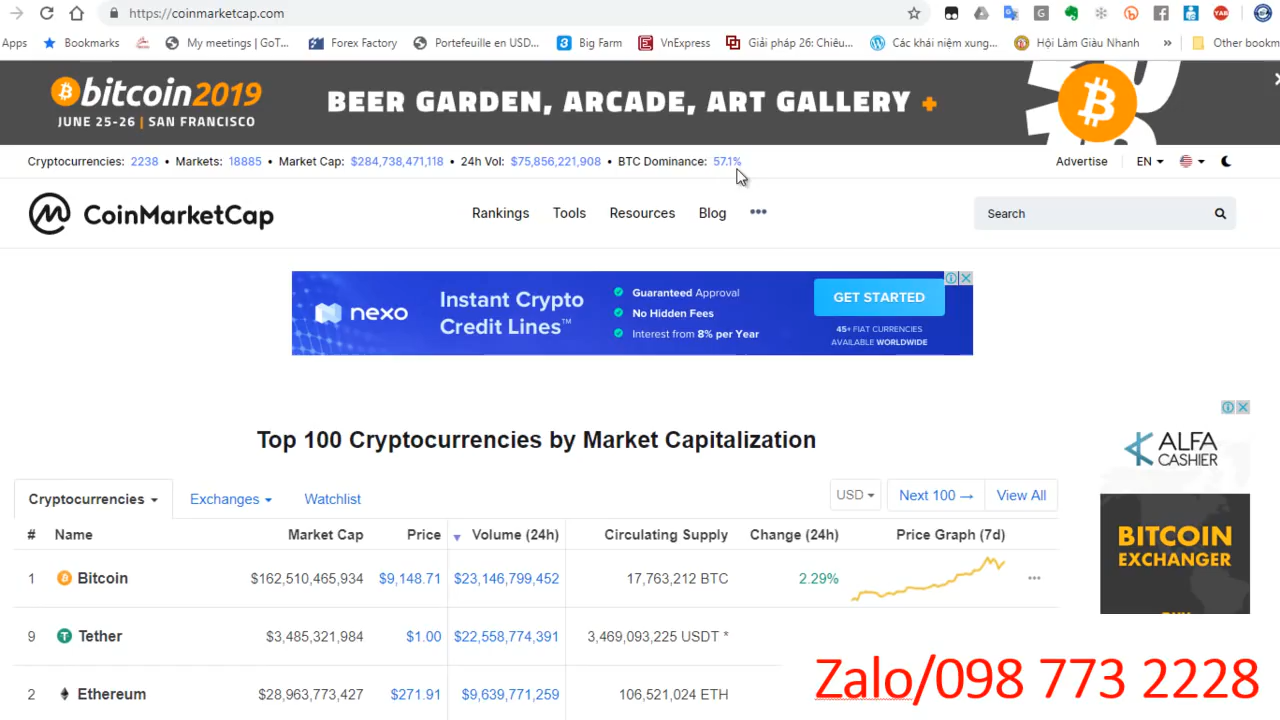 https://coinmarketcap.com
Apps Bookmarks My meetings | GoT... Forex Factory Portefeuille en USD... Big Farm VnExpress Giải pháp 26: Chiêu... Các khái niệm xung... Hội Làm Giàu Nhanh » Other bookm
bitcoin2019
JUNE 25-26 | SAN FRANCISCO
BEER GARDEN, ARCADE, ART GALLERY +
Cryptocurrencies: 2238 • Markets: 18885 • Market Cap: $284,738,471,118 • 24h Vol: $75,856,221,908 • BTC Dominance: 57.1%
Advertise EN
CoinMarketCap
Rankings Tools Resources Blog •••
Search
nexo
Instant Crypto
Credit Lines™
Guaranteed Approval
No Hidden Fees
Interest from 8% per Year
GET STARTED
45+ FIAT CURRENCIES
AVAILABLE WORLDWIDE
Top 100 Cryptocurrencies by Market Capitalization
ALFA
CASHIER
BITCOIN
EXCHANGER
Cryptocurrencies Exchanges Watchlist USD Next 100 → View All
# Name Market Cap Price Volume (24h) Circulating Supply Change (24h) Price Graph (7d)
1 Bitcoin $162,510,465,934 $9,148.71 $23,146,799,452 17,763,212 BTC 2.29% •••
9 Tether $3,485,321,984 $1.00 $22,558,774,391 3,469,093,225 USDT *
2 Ethereum $28,963,773,427 $271.91 $9,639,771,259 106,521,024 ETH
Zalo/098 773 2228